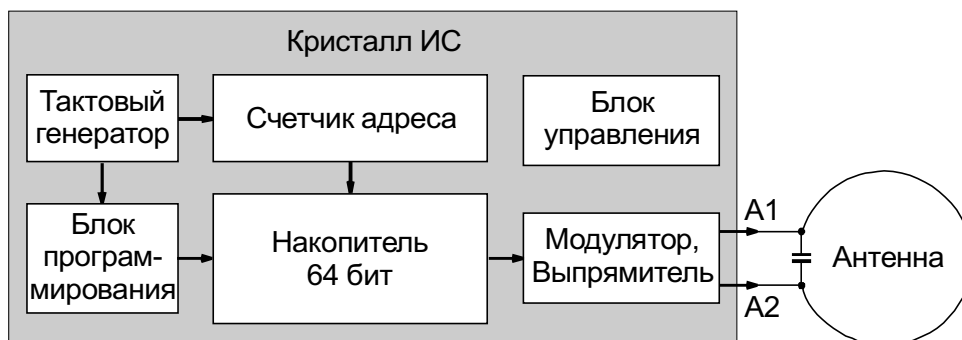 Кристалл ИС
Тактовый
генератор
Счетчик адреса
Блок
управления
Блок
програм-
мирования
Накопитель
64 бит
Модулятор,
Выпрямитель
A1
A2
Антенна